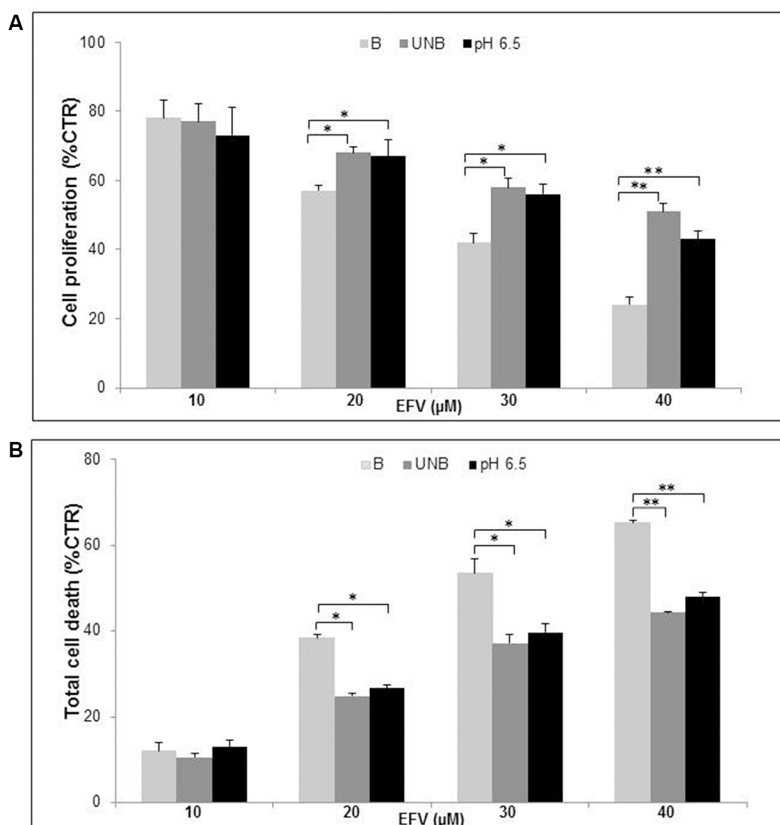 A
B UNB pH 6.5
Cell proliferation (%CTR)
100
80
60
40
20
0
* *
* *
** **
10 20 30 40
EFV (µM)
B
B UNB pH 6.5
Total cell death (%CTR)
80
60
40
20
0
* *
* *
** **
10 20 30 40
EFV (µM)